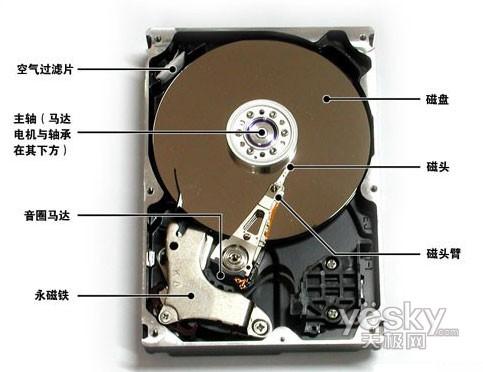 空气过滤片
主轴（马达
电机与轴承
在其下方）
音圈马达
永磁铁
磁盘
磁头
磁头臂
yesky
.com
天极网